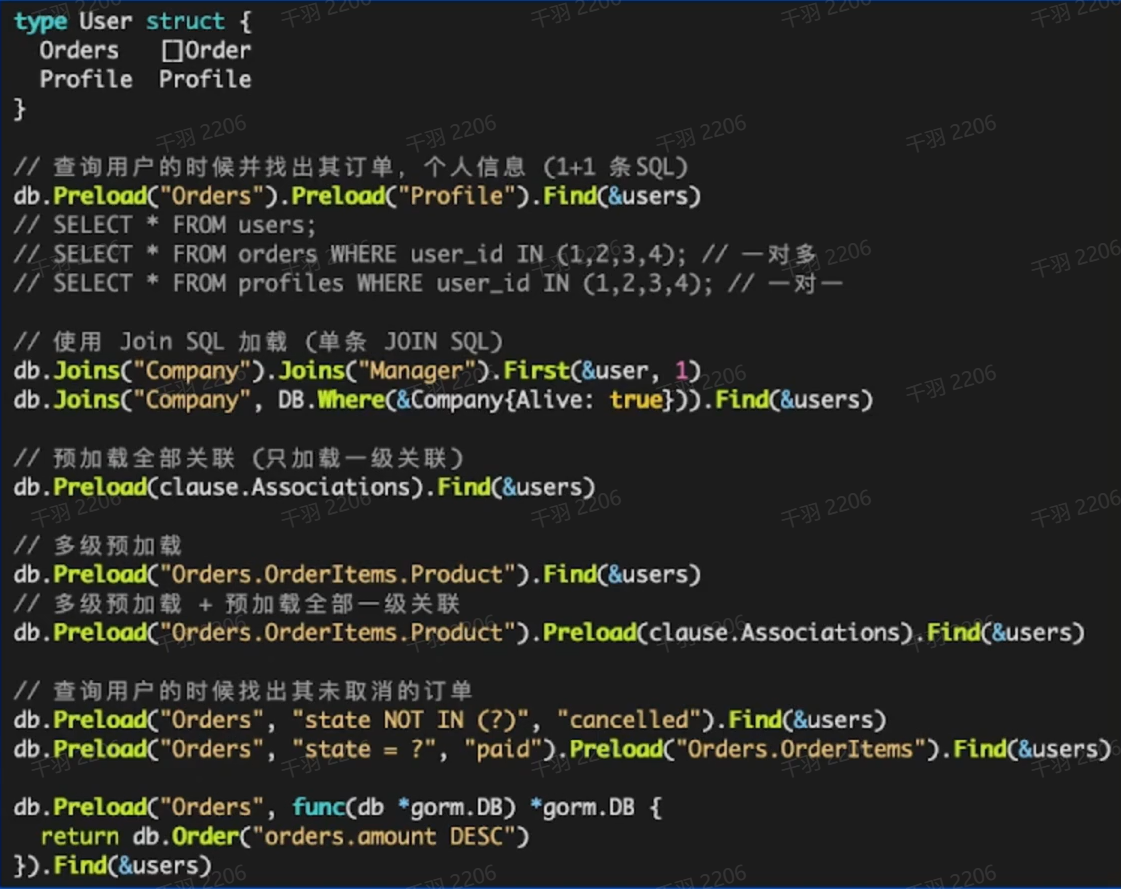 type User struct {
  Orders   []Order
  Profile  Profile
}

// 查询用户的时候并找出其订单，个人信息（1+1 条SQL）
db.Preload("Orders").Preload("Profile").Find(&users)
// SELECT * FROM users;
// SELECT * FROM orders WHERE user_id IN (1,2,3,4); // 一对多
// SELECT * FROM profiles WHERE user_id IN (1,2,3,4); // 一对一

// 使用 Join SQL 加载（单条 JOIN SQL）
db.Joins("Company").Joins("Manager").First(&user, 1)
db.Joins("Company", DB.Where(&Company{Alive: true})).Find(&users)

// 预加载全部关联（只加载一级关联）
db.Preload(clause.Associations).Find(&users)

// 多级预加载
db.Preload("Orders.OrderItems.Product").Find(&users)
// 多级预加载 + 预加载全部一级关联
db.Preload("Orders.OrderItems.Product").Preload(clause.Associations).Find(&users)

// 查询用户的时候找出其未取消的订单
db.Preload("Orders", "state NOT IN (?)", "cancelled").Find(&users)
db.Preload("Orders", "state = ?", "paid").Preload("Orders.OrderItems").Find(&users)

db.Preload("Orders", func(db *gorm.DB) *gorm.DB {
  return db.Order("orders.amount DESC")
}).Find(&users)
千羽 2206